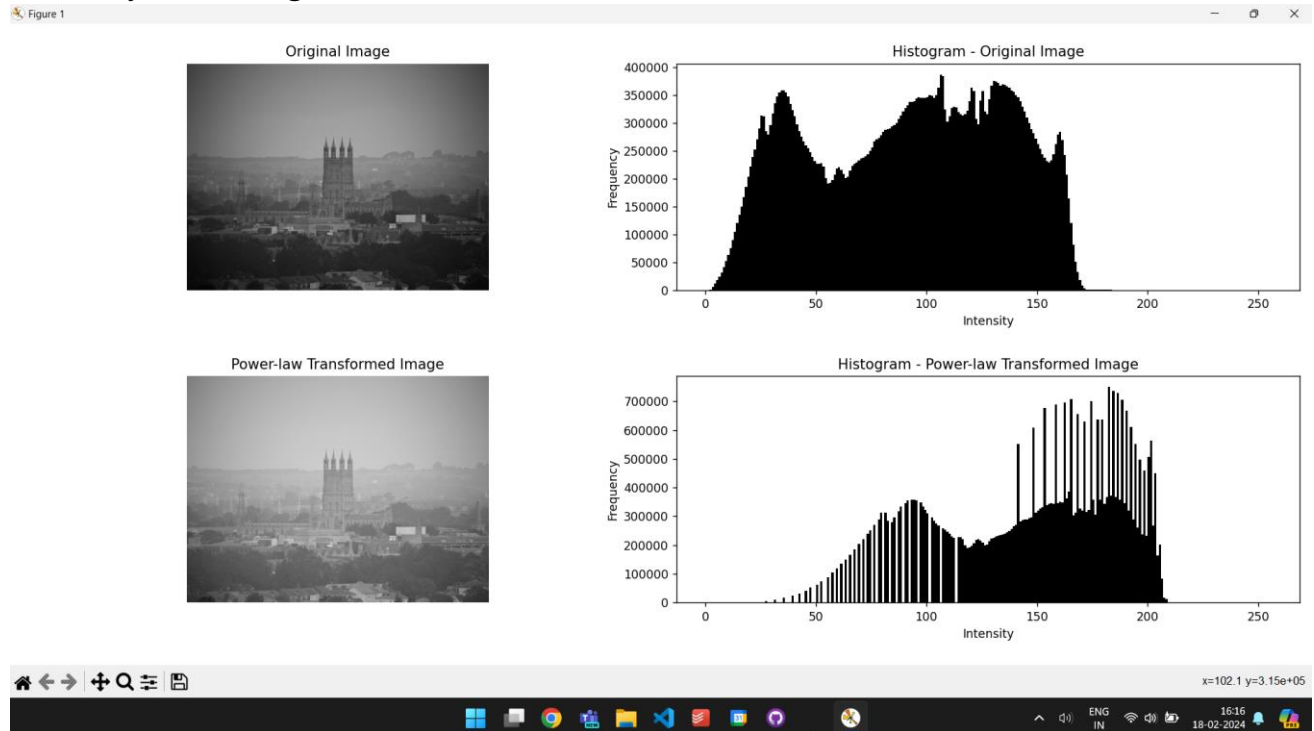 Figure 1
Original Image
Histogram - Original Image
400000
350000
300000
250000
200000
150000
100000
50000
0
Frequency
0 50 100 150 200 250
Intensity
Power-law Transformed Image
Histogram - Power-law Transformed Image
700000
600000
500000
400000
300000
200000
100000
0
Frequency
0 50 100 150 200 250
Intensity
x=102.1 y=3.15e+05
ENG
IN
16:16
18-02-2024
PRE